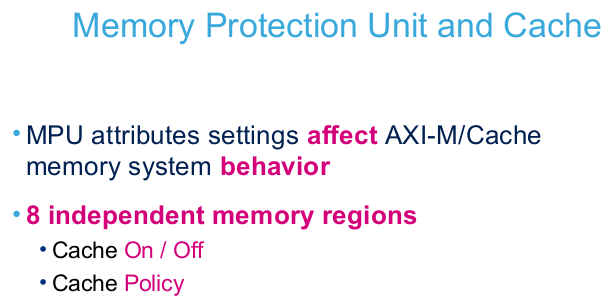 Memory Protection Unit and Cache
• MPU attributes settings affect AXI-M/Cache
memory system behavior
• 8 independent memory regions
• Cache On / Off
• Cache Policy